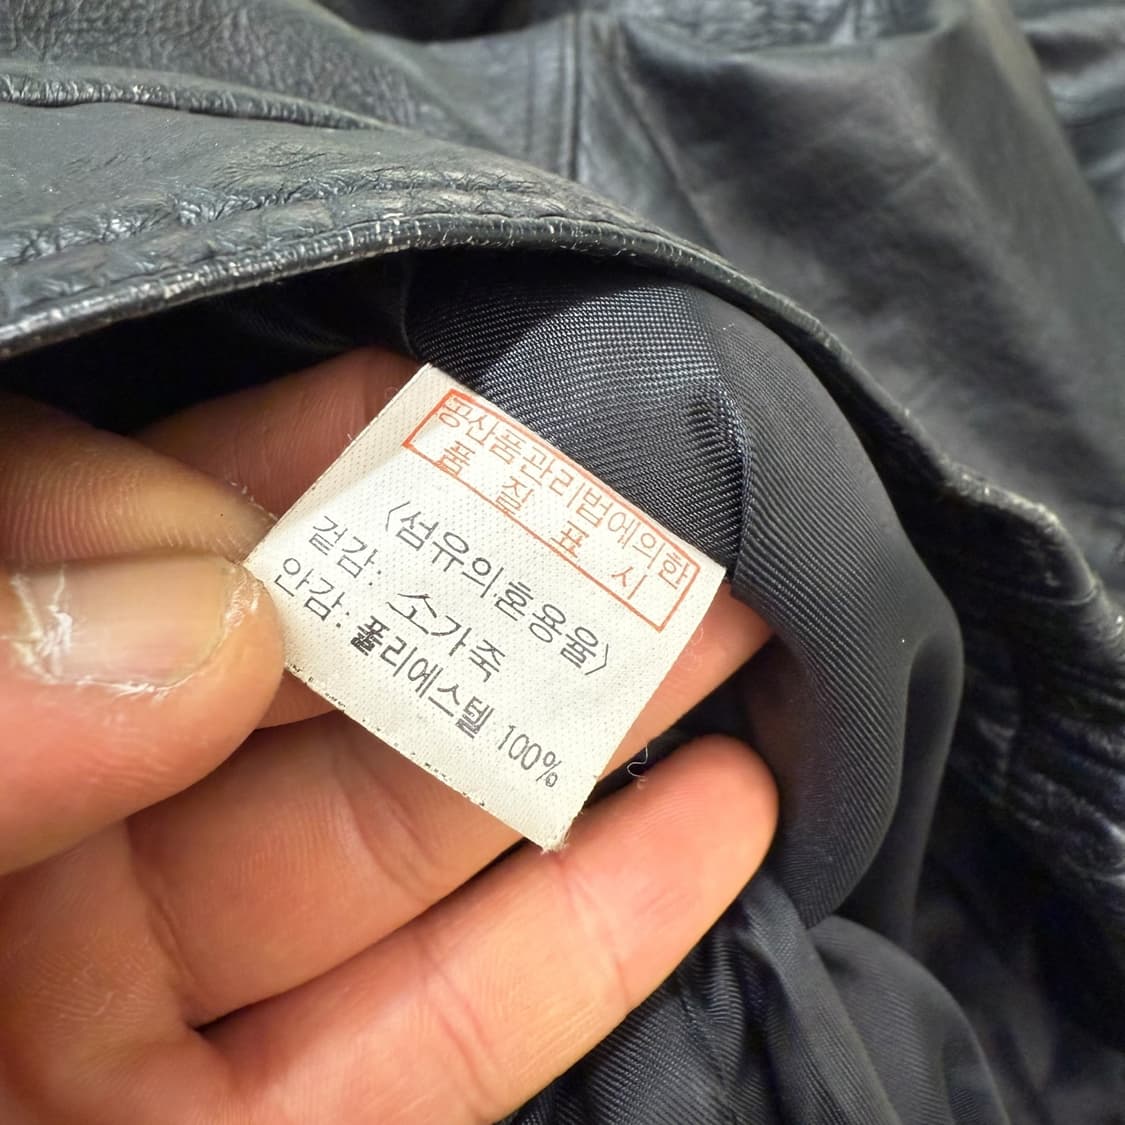 공산품관리법에의한
품질표시
〈섬유의혼용율〉
겉감: 소가죽
안감: 폴리에스텔 100%